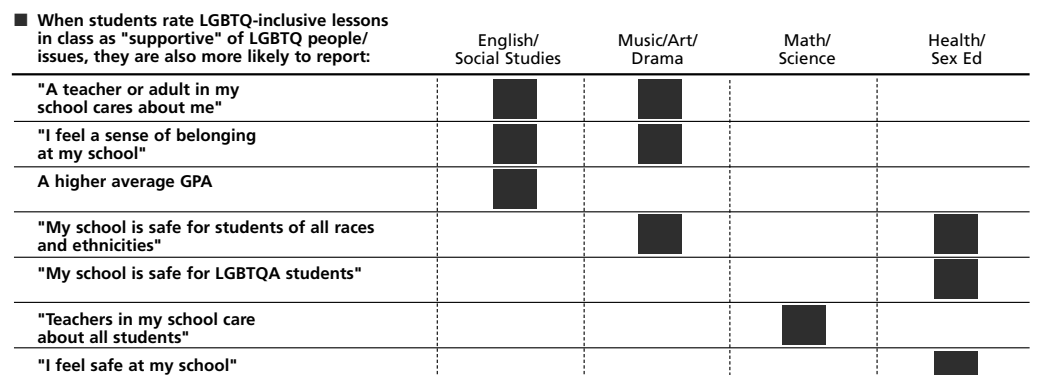 ■ When students rate LGBTQ-inclusive lessons
in class as "supportive" of LGBTQ people/
issues, they are also more likely to report:
English/
Social Studies
Music/Art/
Drama
Math/
Science
Health/
Sex Ed
"A teacher or adult in my
school cares about me"
"I feel a sense of belonging
at my school"
A higher average GPA
"My school is safe for students of all races
and ethnicities"
"My school is safe for LGBTQA students"
"Teachers in my school care
about all students"
"I feel safe at my school"